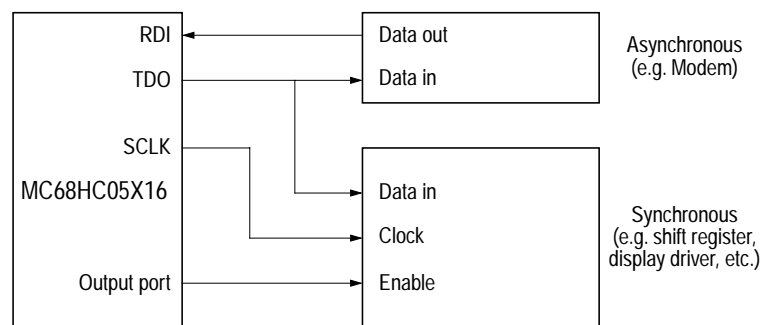 RDI
Data out
Asynchronous
(e.g. Modem)
TDO
Data in
SCLK
MC68HC05X16
Data in
Synchronous
(e.g. shift register,
display driver, etc.)
Clock
Output port
Enable